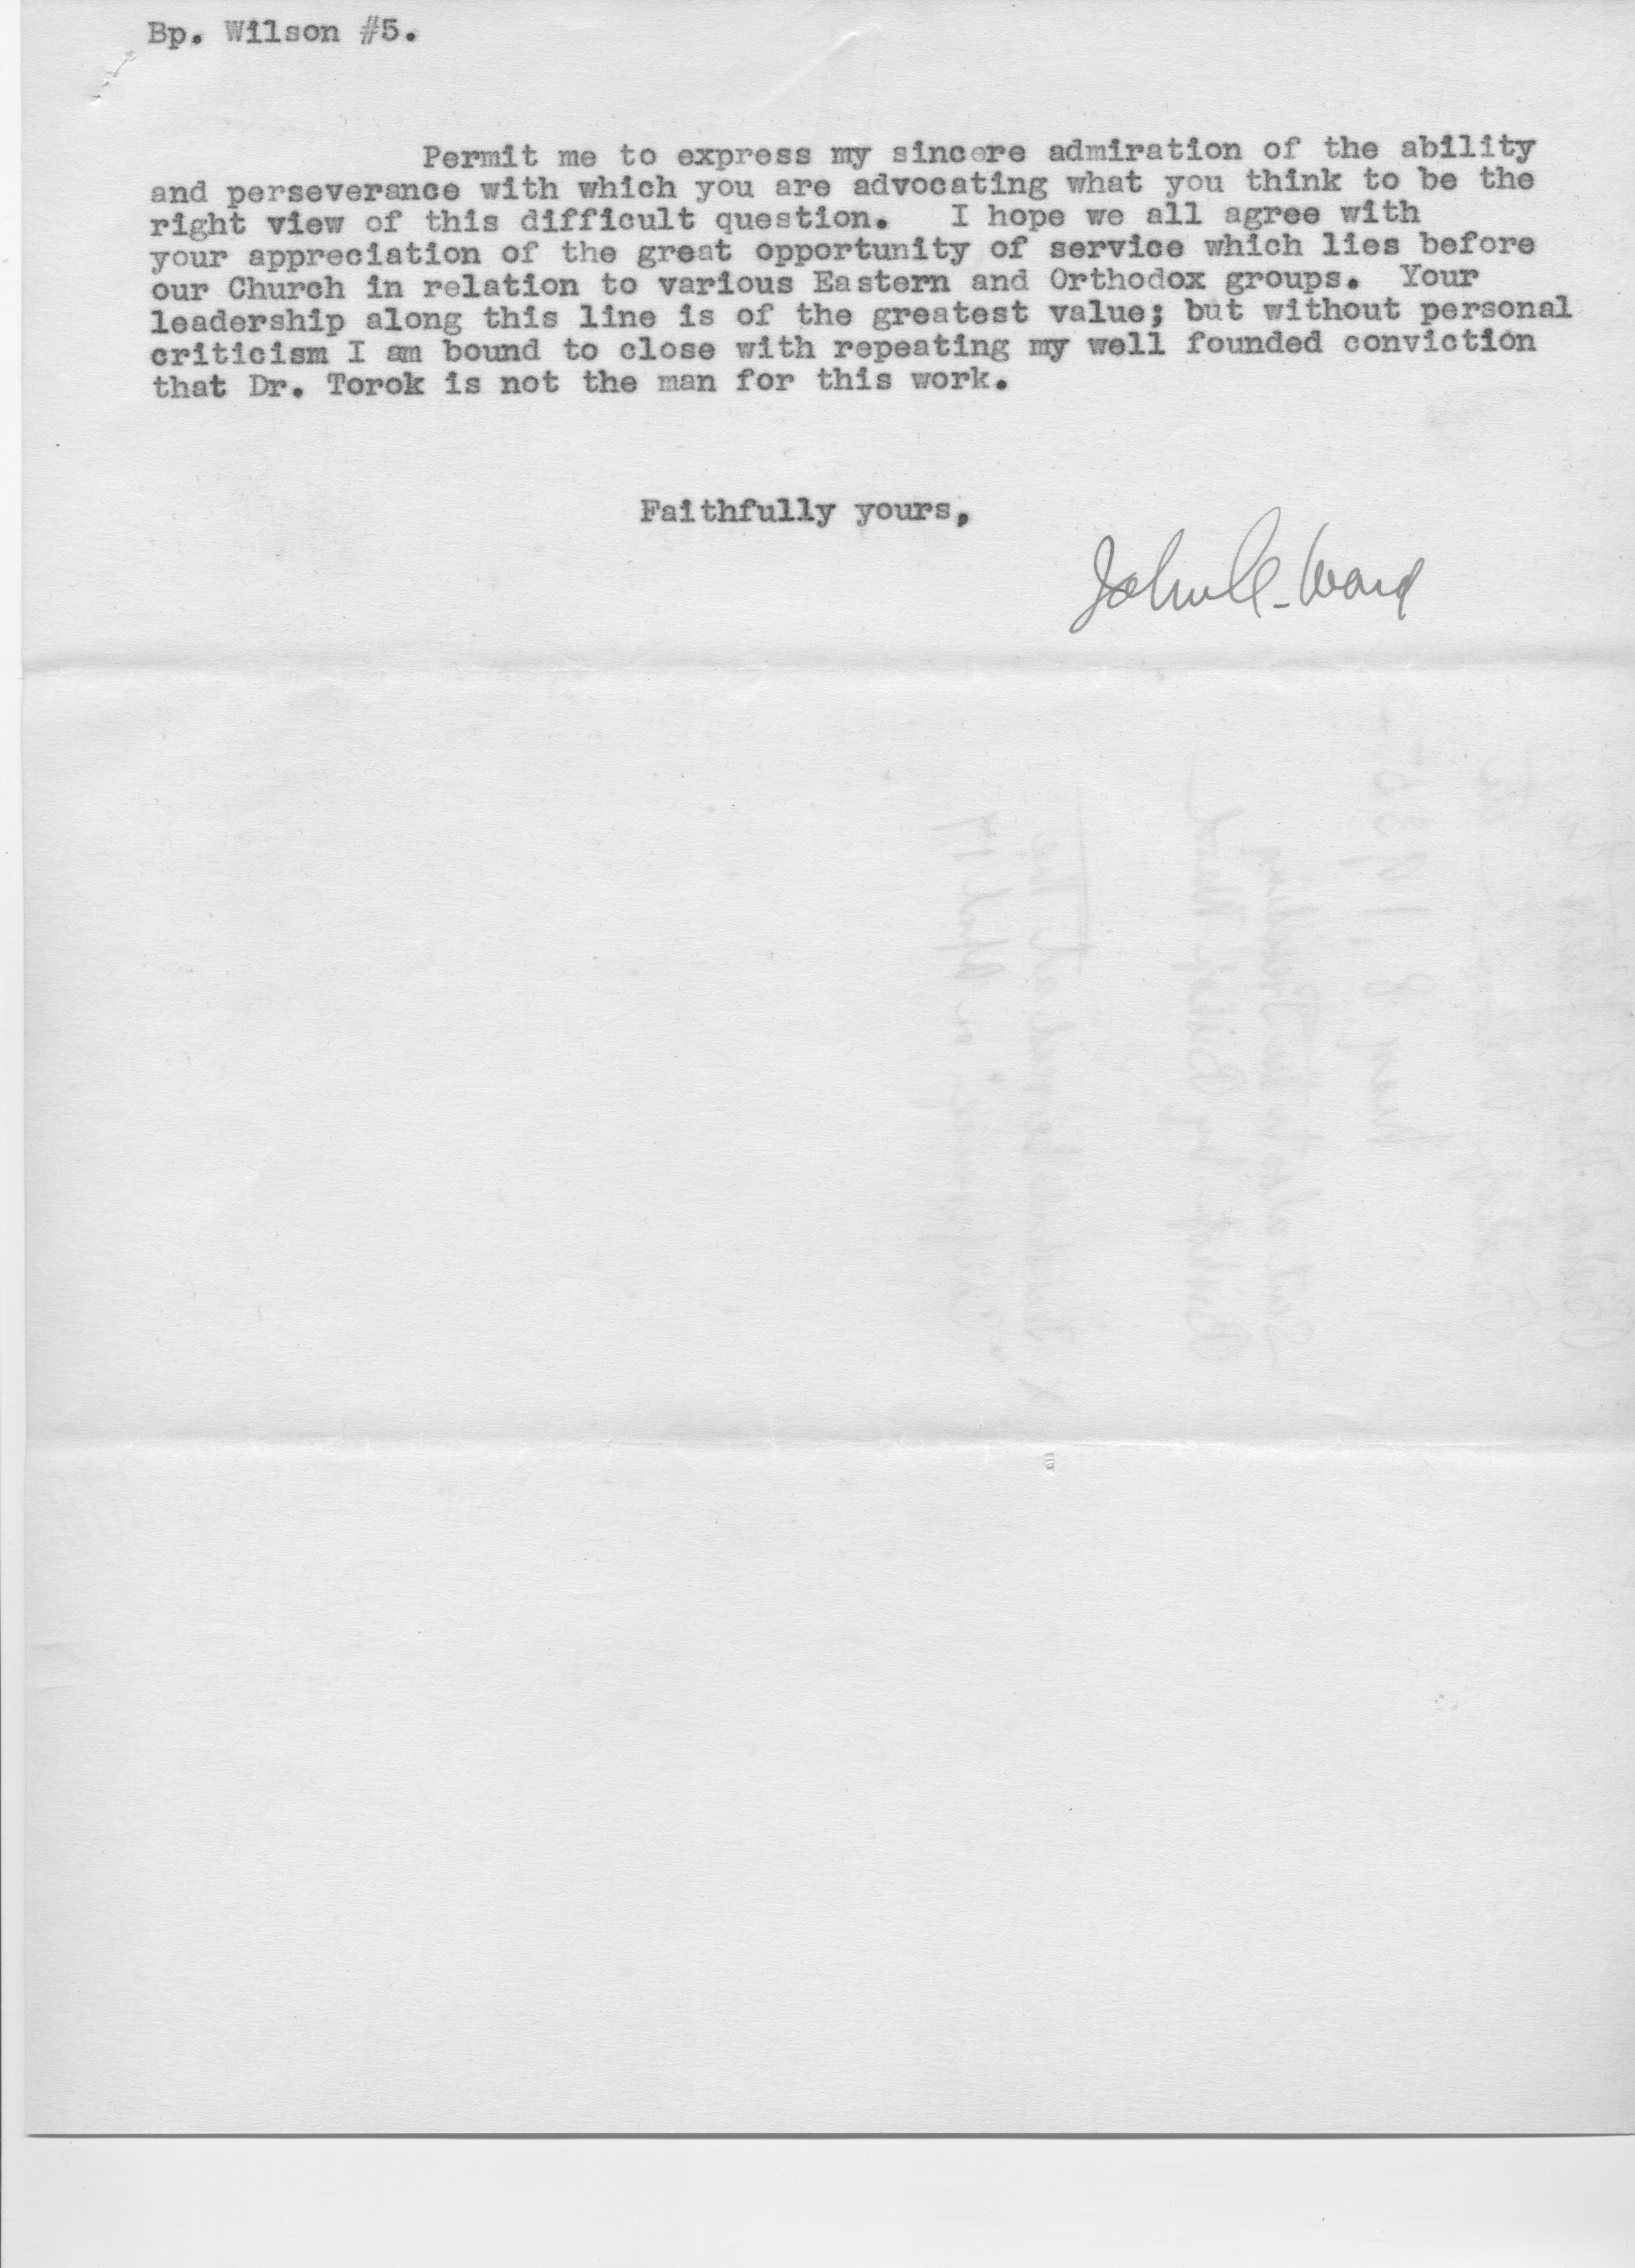 Bp. Wilson #5.
Permit me to express my sincere admiration of the ability
and perseverance with which you are advocating what you think to be the
right view of this difficult question. I hope we all agree with
your appreciation of the great opportunity of service which lies before
our Church in relation to various Eastern and Orthodox groups. Your
leadership along this line is of the greatest value; but without personal
criticism I am bound to close with repeating my well founded conviction
that Dr. Torok is not the man for this work.
Faithfully yours,
John C. Ward